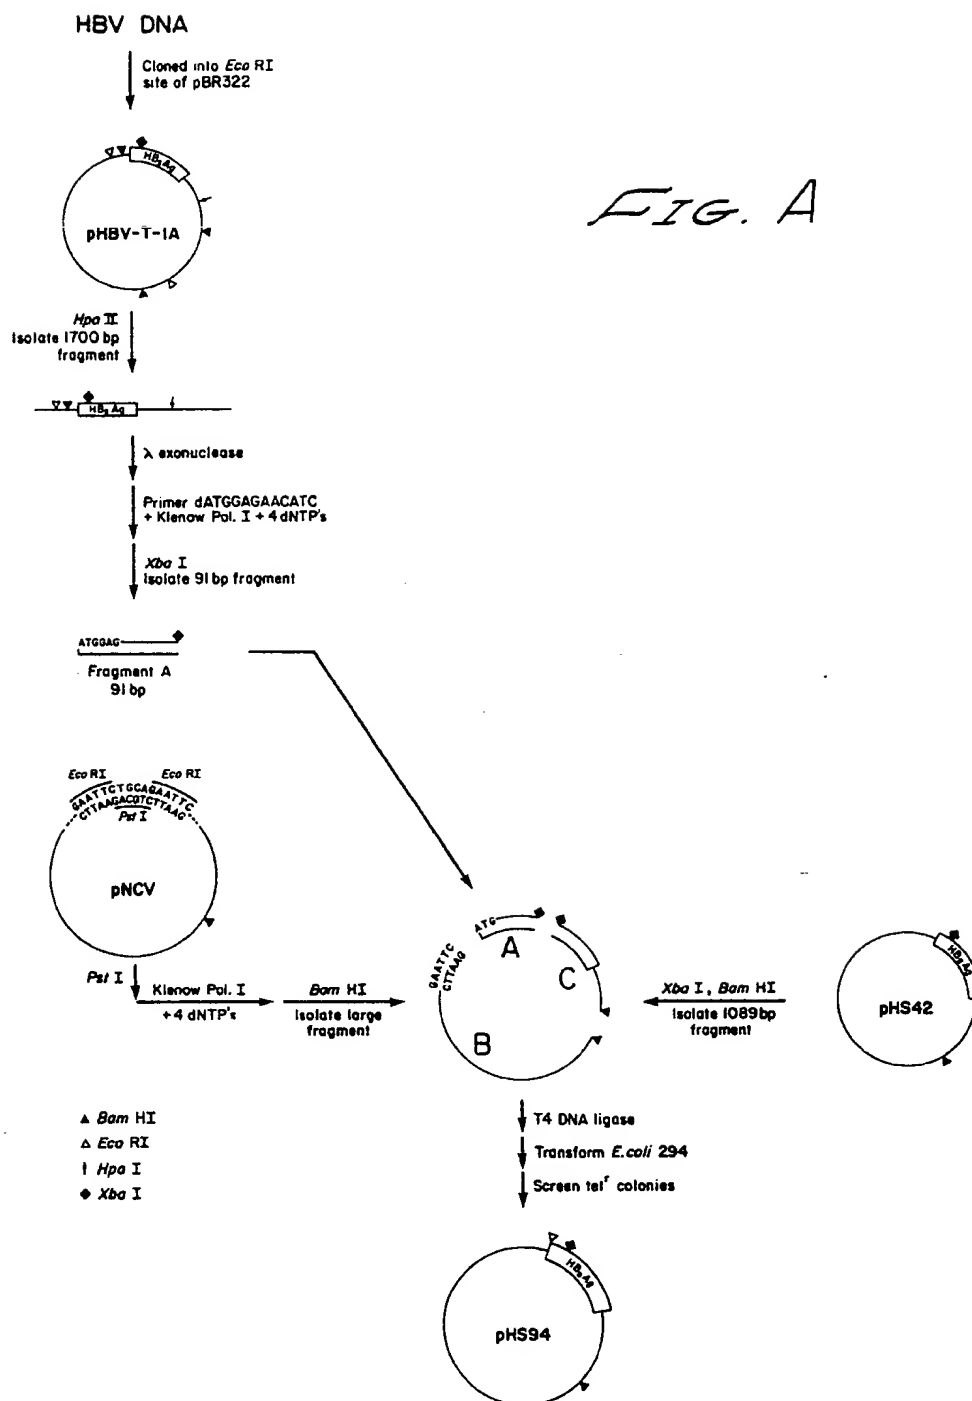 HBV DNA
Cloned into Eco RI
site of pBR322
HBsAg
pHBV-T-1A
FIG. A
Hpa II
Isolate 1700 bp
fragment
HBsAg
λ exonuclease
Primer dATGGAGAACATC
+ Klenow Pol. I + 4 dNTP's
Xba I
Isolate 91 bp fragment
ATGGAG
Fragment A
91 bp
Eco RI Eco RI
GAATTCTGCAGAATTC
CTTAAGACGTCTTAAG
Pst I
pNCV
Pst I
Klenow Pol. I
+4 dNTP's
Bam HI
Isolate large
fragment
GAATTC
CTTAAG
ATG
A
C
B
Xba I, Bam HI
Isolate 1089 bp
fragment
HBsAg
pHS42
▲ Bam HI
△ Eco RI
Hpa I
◆ Xba I
T4 DNA ligase
Transform E.coli 294
Screen tetʳ colonies
HBsAg
pHS94